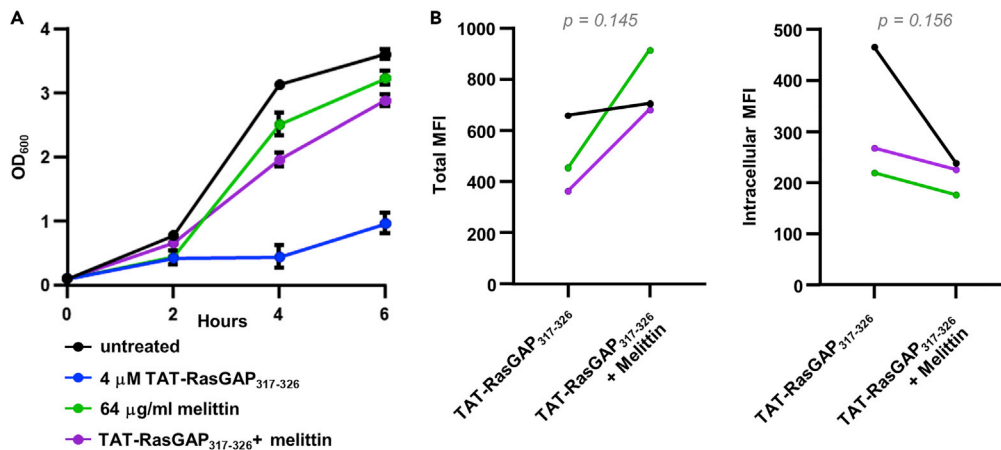 A
OD600
4
3
2
1
0
0 2 4 6
Hours
untreated
4 μM TAT-RasGAP317-326
64 μg/ml melittin
TAT-RasGAP317-326+ melittin
B
p = 0.145
Total MFI
1000
800
600
400
200
0
TAT-RasGAP317-326
TAT-RasGAP317-326
+ Melittin
p = 0.156
Intracellular MFI
500
400
300
200
100
0
TAT-RasGAP317-326
TAT-RasGAP317-326
+ Melittin